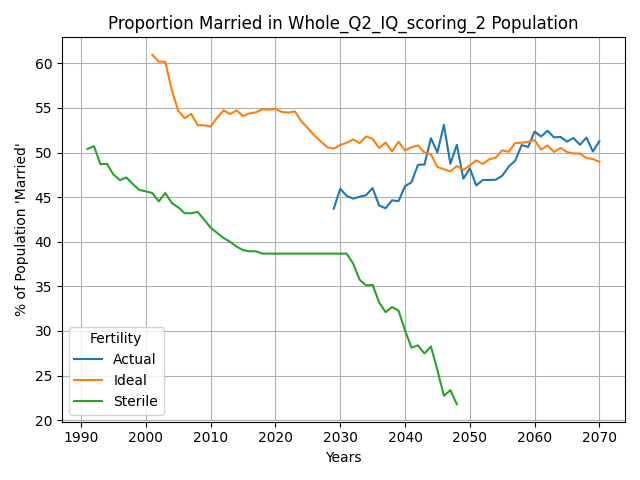 Proportion Married in Whole_Q2_IQ_scoring_2 Population
% of Population 'Married'
60
55
50
45
40
35
30
25
20
Fertility
Actual
Ideal
Sterile
1990 2000 2010 2020 2030 2040 2050 2060 2070
Years